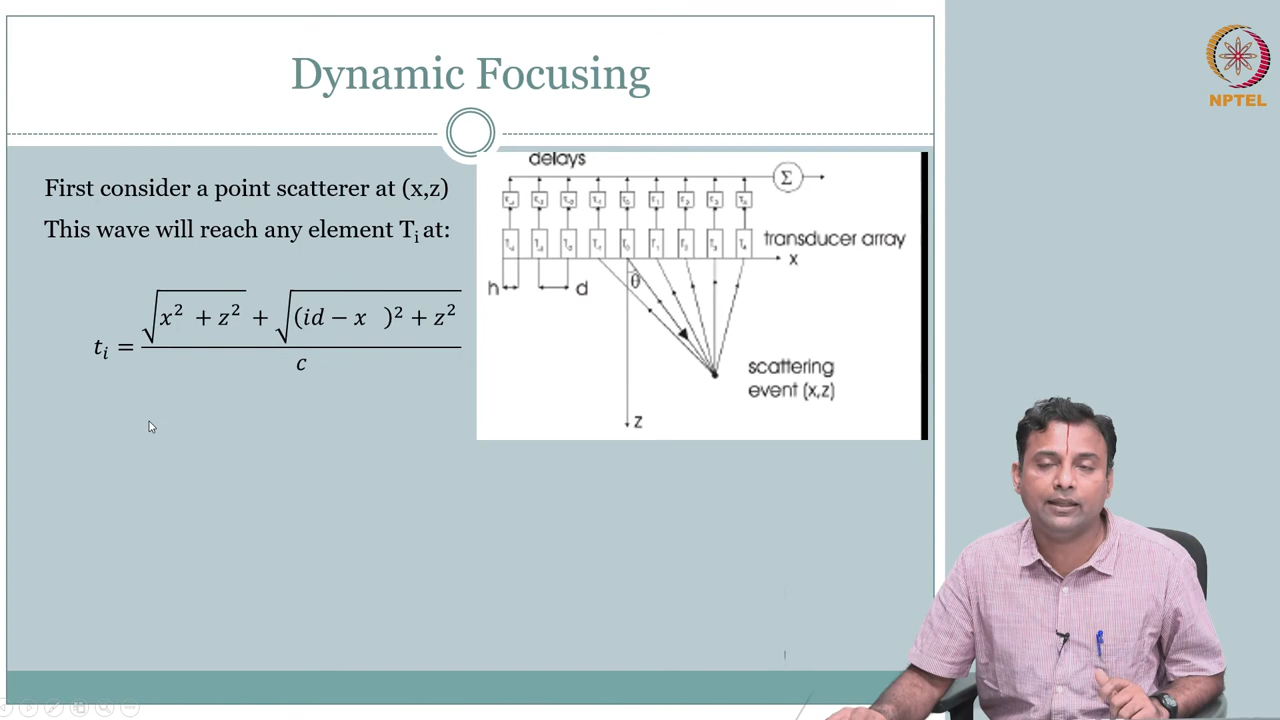 Dynamic Focusing
NPTEL
First consider a point scatterer at (x,z)
This wave will reach any element Tᵢ at:
tᵢ = (√(x² + z²) + √((id − x )² + z²)) / c
delays
Σ
transducer array
x
h
d
θ
scattering
event (x,z)
z